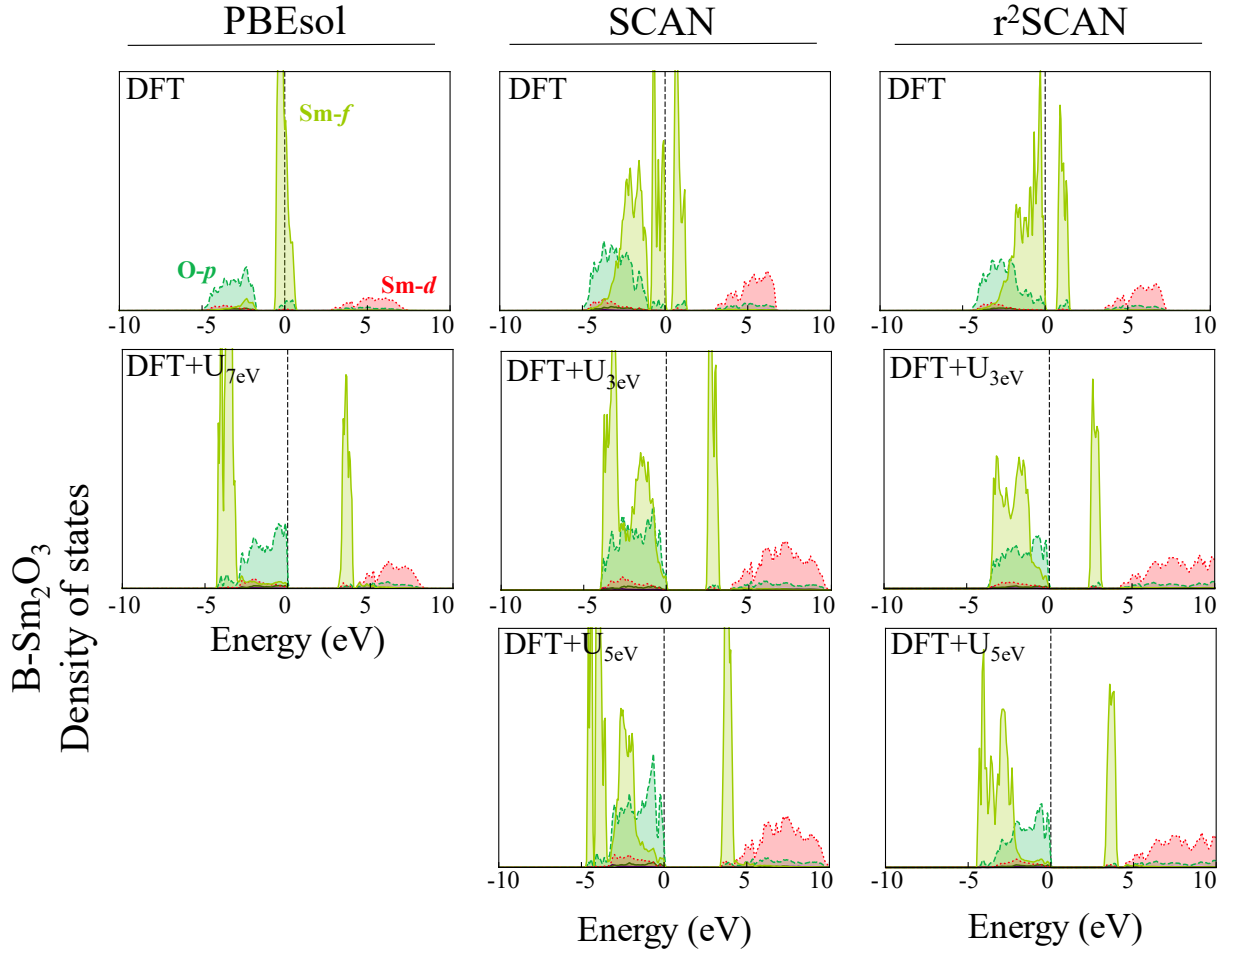 PBEsol SCAN r²SCAN
DFT DFT DFT
Sm-f
O-p
Sm-d
-10 -5 0 5 10 -10 -5 0 5 10 -10 -5 0 5 10
DFT+U7eV DFT+U3eV DFT+U3eV
-10 -5 0 5 10 -10 -5 0 5 10 -10 -5 0 5 10
Energy (eV)
B-Sm₂O₃
Density of states
DFT+U5eV DFT+U5eV
-10 -5 0 5 10 -10 -5 0 5 10
Energy (eV) Energy (eV)